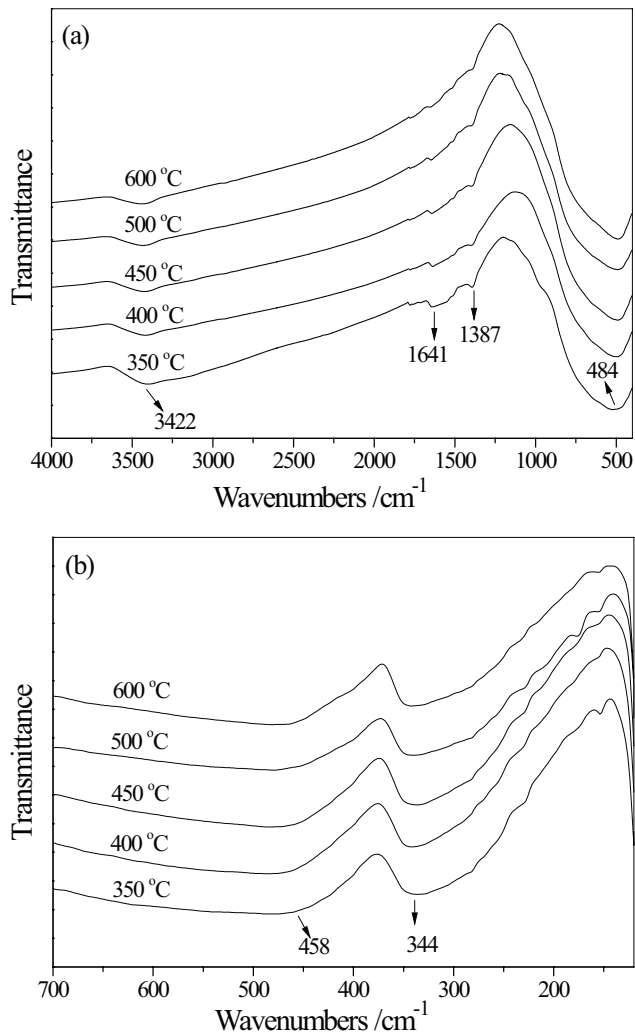 (a)
Transmittance
600 °C
500 °C
450 °C
400 °C
350 °C
3422
1641
1387
484
4000 3500 3000 2500 2000 1500 1000 500
Wavenumbers /cm⁻¹
(b)
Transmittance
600 °C
500 °C
450 °C
400 °C
350 °C
458
344
700 600 500 400 300 200
Wavenumbers /cm⁻¹